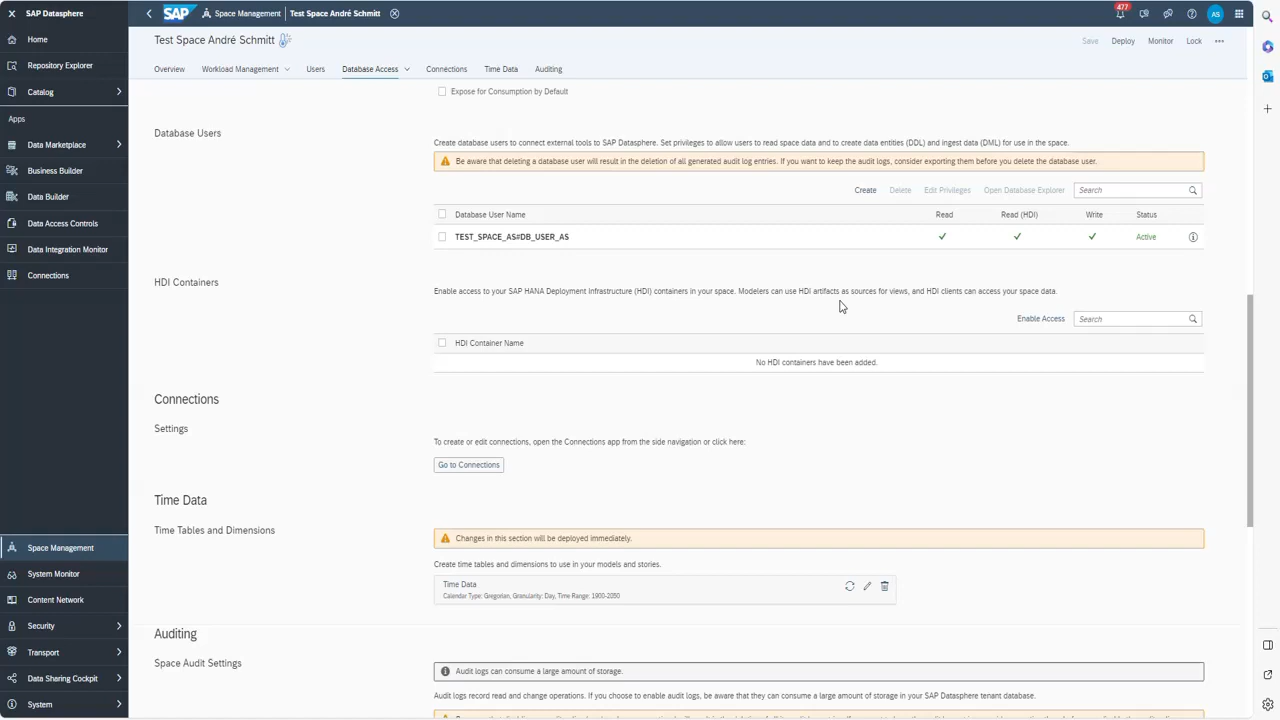 SAP Datasphere
SAP
Space Management
Test Space André Schmitt
477
AS
Home
Repository Explorer
Catalog
Apps
Data Marketplace
Business Builder
Data Builder
Data Access Controls
Data Integration Monitor
Connections
Space Management
System Monitor
Content Network
Security
Transport
Data Sharing Cockpit
System
Test Space André Schmitt
Save
Deploy
Monitor
Lock
Overview
Workload Management
Users
Database Access
Connections
Time Data
Auditing
Expose for Consumption by Default
Database Users
Create database users to connect external tools to SAP Datasphere. Set privileges to allow users to read space data and to create data entities (DDL) and ingest data (DML) for use in the space.
Be aware that deleting a database user will result in the deletion of all generated audit log entries. If you want to keep the audit logs, consider exporting them before you delete the database user.
Create
Delete
Edit Privileges
Open Database Explorer
Search
Database User Name
Read
Read (HDI)
Write
Status
TEST_SPACE_AS#DB_USER_AS
Active
HDI Containers
Enable access to your SAP HANA Deployment Infrastructure (HDI) containers in your space. Modelers can use HDI artifacts as sources for views, and HDI clients can access your space data.
Enable Access
Search
HDI Container Name
No HDI containers have been added.
Connections
Settings
To create or edit connections, open the Connections app from the side navigation or click here:
Go to Connections
Time Data
Time Tables and Dimensions
Changes in this section will be deployed immediately.
Create time tables and dimensions to use in your models and stories.
Time Data
Calendar Type: Gregorian, Granularity: Day, Time Range: 1900-2050
Auditing
Space Audit Settings
Audit logs can consume a large amount of storage.
Audit logs record read and change operations. If you choose to enable audit logs, be aware that they can consume a large amount of storage in your SAP Datasphere tenant database.